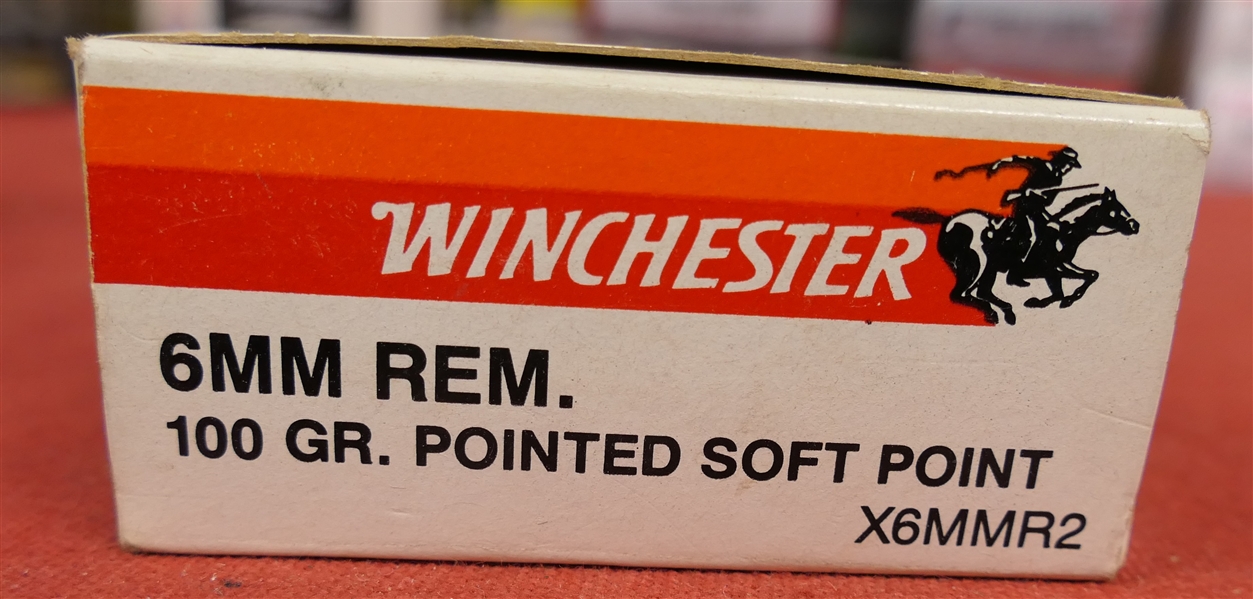 WINCHESTER
6MM REM.
100 GR. POINTED SOFT POINT
X6MMR2